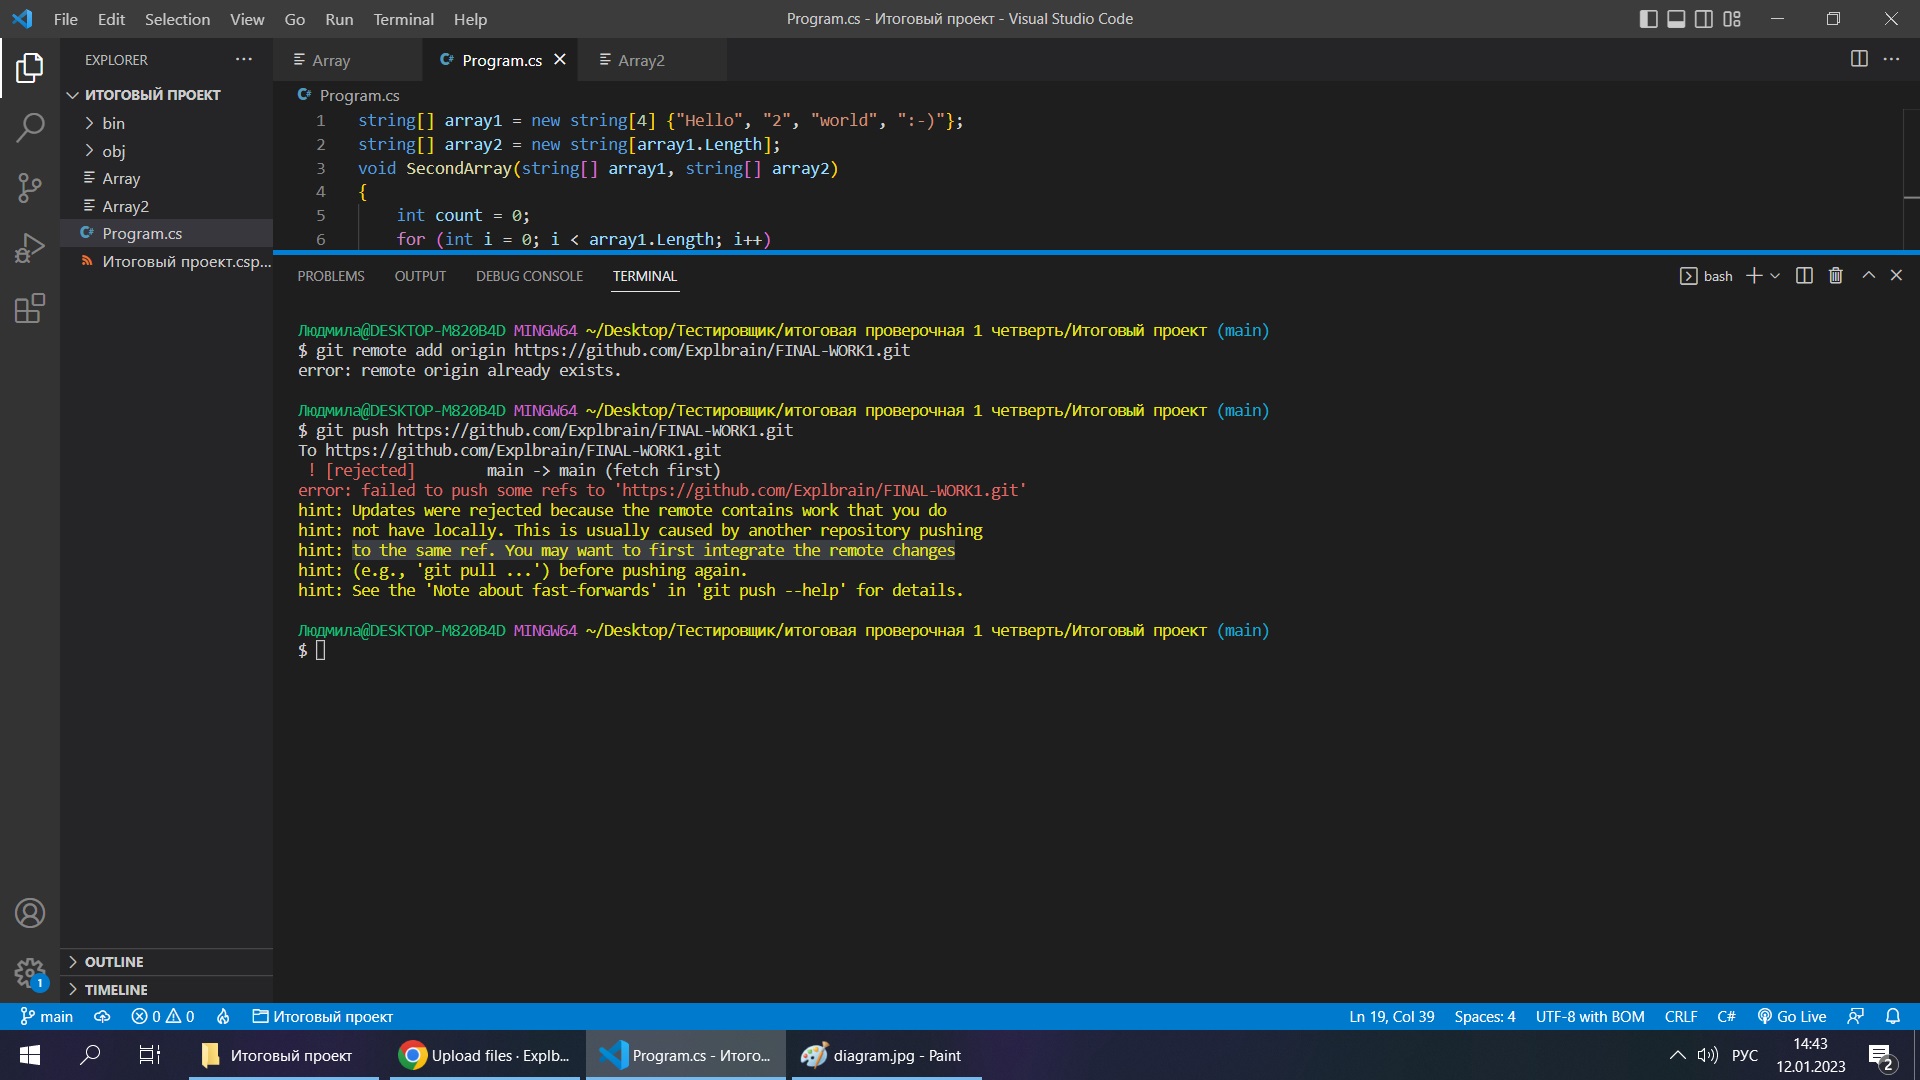 File Edit Selection View Go Run Terminal Help
Program.cs - Итоговый проект - Visual Studio Code
EXPLORER
ИТОГОВЫЙ ПРОЕКТ
bin
obj
Array
Array2
Program.cs
Итоговый проект.csp...
OUTLINE
TIMELINE
Array Program.cs Array2
Program.cs
1 string[] array1 = new string[4] {"Hello", "2", "world", ":-)"};
2 string[] array2 = new string[array1.Length];
3 void SecondArray(string[] array1, string[] array2)
4 {
5 int count = 0;
6 for (int i = 0; i < array1.Length; i++)
PROBLEMS OUTPUT DEBUG CONSOLE TERMINAL
bash
Людмила@DESKTOP-M820B4D MINGW64 ~/Desktop/Тестировщик/итоговая проверочная 1 четверть/Итоговый проект (main)
$ git remote add origin https://github.com/Explbrain/FINAL-WORK1.git
error: remote origin already exists.
Людмила@DESKTOP-M820B4D MINGW64 ~/Desktop/Тестировщик/итоговая проверочная 1 четверть/Итоговый проект (main)
$ git push https://github.com/Explbrain/FINAL-WORK1.git
To https://github.com/Explbrain/FINAL-WORK1.git
! [rejected] main -> main (fetch first)
error: failed to push some refs to 'https://github.com/Explbrain/FINAL-WORK1.git'
hint: Updates were rejected because the remote contains work that you do
hint: not have locally. This is usually caused by another repository pushing
hint: to the same ref. You may want to first integrate the remote changes
hint: (e.g., 'git pull ...') before pushing again.
hint: See the 'Note about fast-forwards' in 'git push --help' for details.
Людмила@DESKTOP-M820B4D MINGW64 ~/Desktop/Тестировщик/итоговая проверочная 1 четверть/Итоговый проект (main)
$
1
main 0 0 Итоговый проект
Ln 19, Col 39 Spaces: 4 UTF-8 with BOM CRLF C# Go Live
Итоговый проект
Upload files · Explb...
Program.cs - Итого...
diagram.jpg - Paint
РУС
14:43
12.01.2023
2